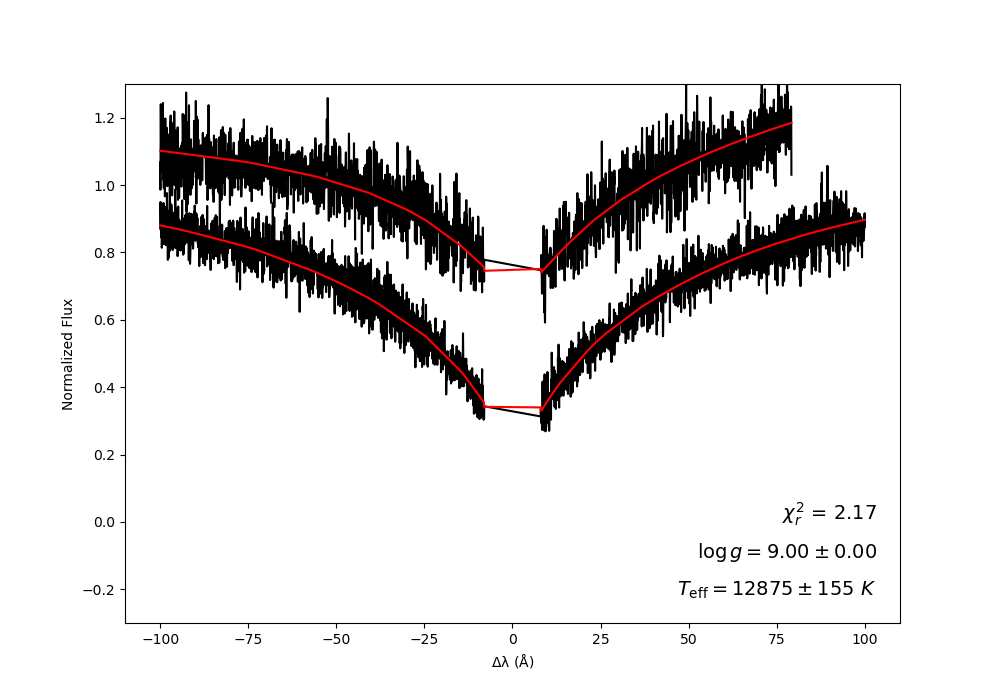 1.2
1.0
0.8
0.6
0.4
0.2
0.0
−0.2
Normalized Flux
χ²ᵣ = 2.17
log g = 9.00 ± 0.00
T_eff = 12875 ± 155 K
−100 −75 −50 −25 0 25 50 75 100
Δλ (Å)